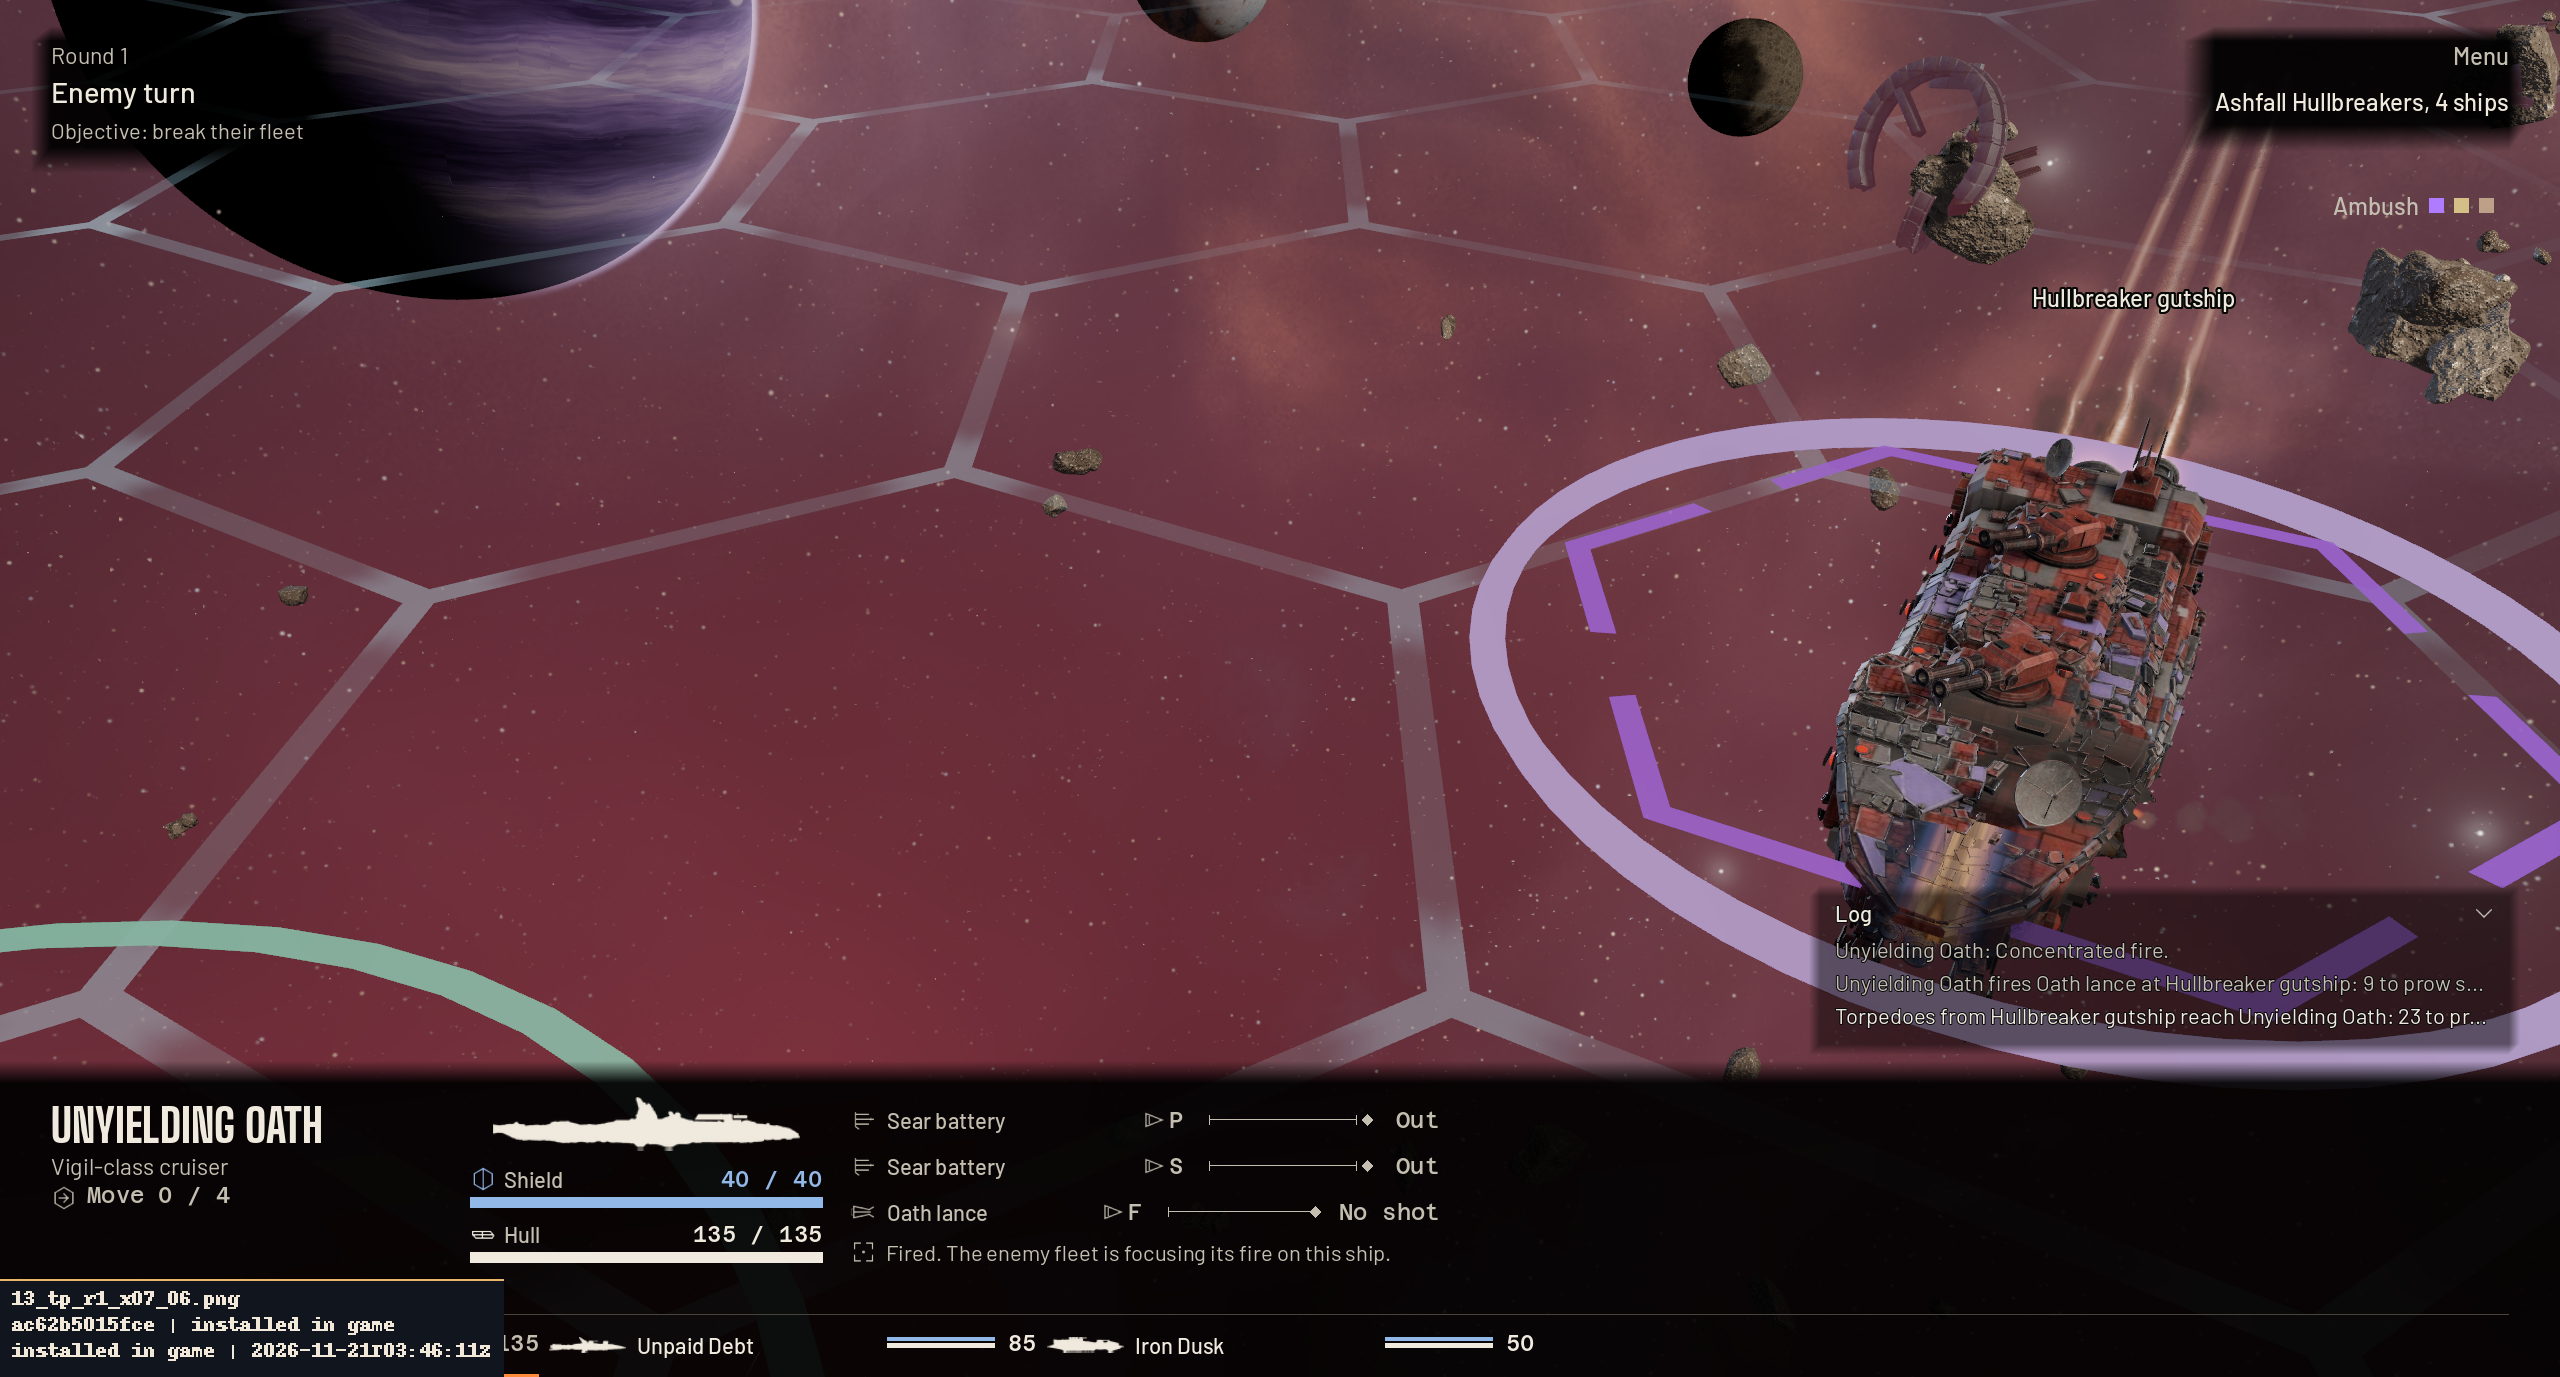 Round 1
Enemy turn
Objective: break their fleet
Menu
Ashfall Hullbreakers, 4 ships
Ambush
Hullbreaker gutship
Log
Unyielding Oath: Concentrated fire.
Unyielding Oath fires Oath lance at Hullbreaker gutship: 9 to prow s...
Torpedoes from Hullbreaker gutship reach Unyielding Oath: 23 to pr...
UNYIELDING OATH
Vigil-class cruiser
Move 0 / 4
Shield 40 / 40
Hull 135 / 135
Sear battery P Out
Sear battery S Out
Oath lance F No shot
Fired. The enemy fleet is focusing its fire on this ship.
135 Unpaid Debt 85 Iron Dusk 50
13_tp_r1_x07_06.png
ac62b5015fce | installed in game
installed in game | 2026-11-21T03:46:11Z